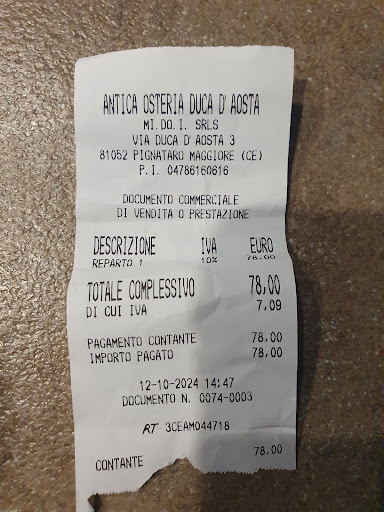 ANTICA OSTERIA DUCA D'AOSTA
MI.DO.I. SRLS
VIA DUCA D'AOSTA 3
81052 PIGNATARO MAGGIORE (CE)
P.I. 04786160616
DOCUMENTO COMMERCIALE
DI VENDITA O PRESTAZIONE
DESCRIZIONE IVA EURO
REPARTO 1 10% 78.00
TOTALE COMPLESSIVO 78,00
DI CUI IVA 7,09
PAGAMENTO CONTANTE 78.00
IMPORTO PAGATO 78.00
12-10-2024 14:47
DOCUMENTO N. 0074-0003
RT 3CEAM044718
CONTANTE 78.00